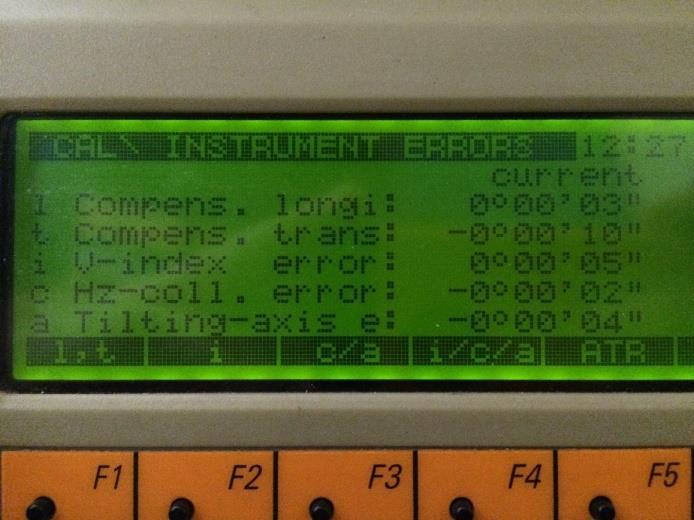 CAL\ INSTRUMENT ERRORS 12:27
current
l Compens. longi: 0°00'03"
t Compens. trans: -0°00'10"
i V-index error: 0°00'05"
c Hz-coll. error: -0°00'02"
a Tilting-axis e: -0°00'04"
l,t i c/a i/c/a ATR
F1 F2 F3 F4 F5